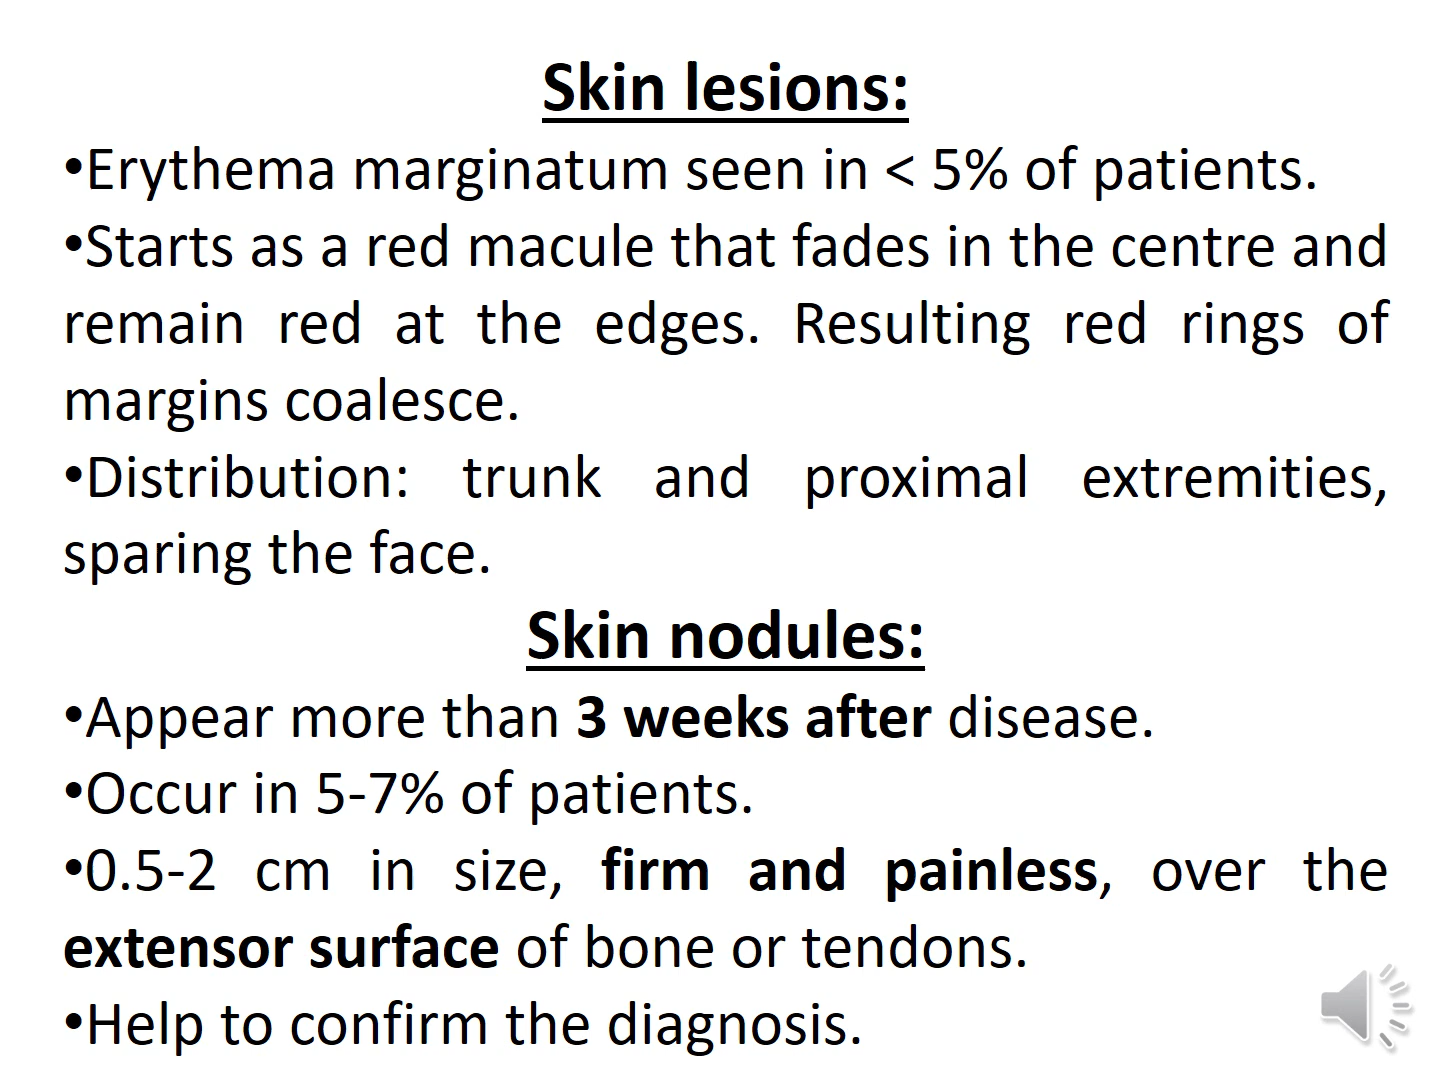 Skin lesions:
•Erythema marginatum seen in < 5% of patients.
•Starts as a red macule that fades in the centre and
remain red at the edges. Resulting red rings of
margins coalesce.
•Distribution: trunk and proximal extremities,
sparing the face.
Skin nodules:
•Appear more than 3 weeks after disease.
•Occur in 5-7% of patients.
•0.5-2 cm in size, firm and painless, over the
extensor surface of bone or tendons.
•Help to confirm the diagnosis.